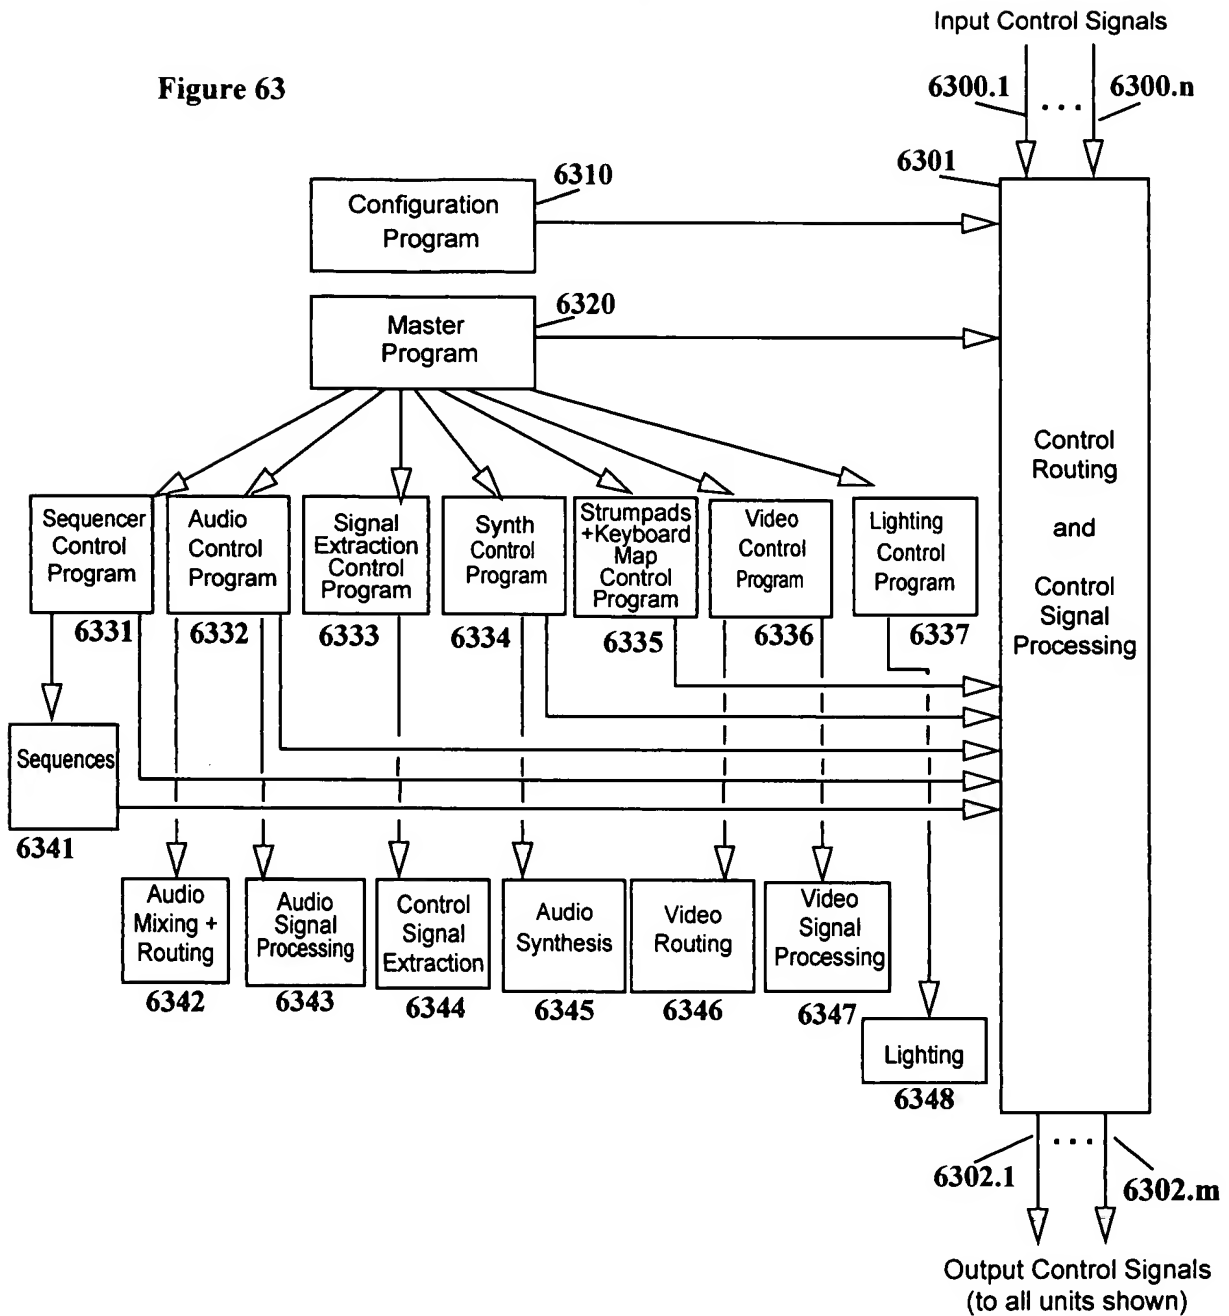 Input Control Signals
Figure 63
6300.1
...
6300.n
6301
6310
Configuration
Program
6320
Master
Program
Control
Routing
and
Control
Signal
Processing
Sequencer
Control
Program
Audio
Control
Program
Signal
Extraction
Control
Program
Synth
Control
Program
Strumpads
+Keyboard
Map
Control
Program
Video
Control
Program
Lighting
Control
Program
6331
6332
6333
6334
6335
6336
6337
Sequences
6341
Audio
Mixing +
Routing
Audio
Signal
Processing
Control
Signal
Extraction
Audio
Synthesis
Video
Routing
Video
Signal
Processing
6342
6343
6344
6345
6346
6347
Lighting
6348
6302.1
...
6302.m
Output Control Signals
(to all units shown)